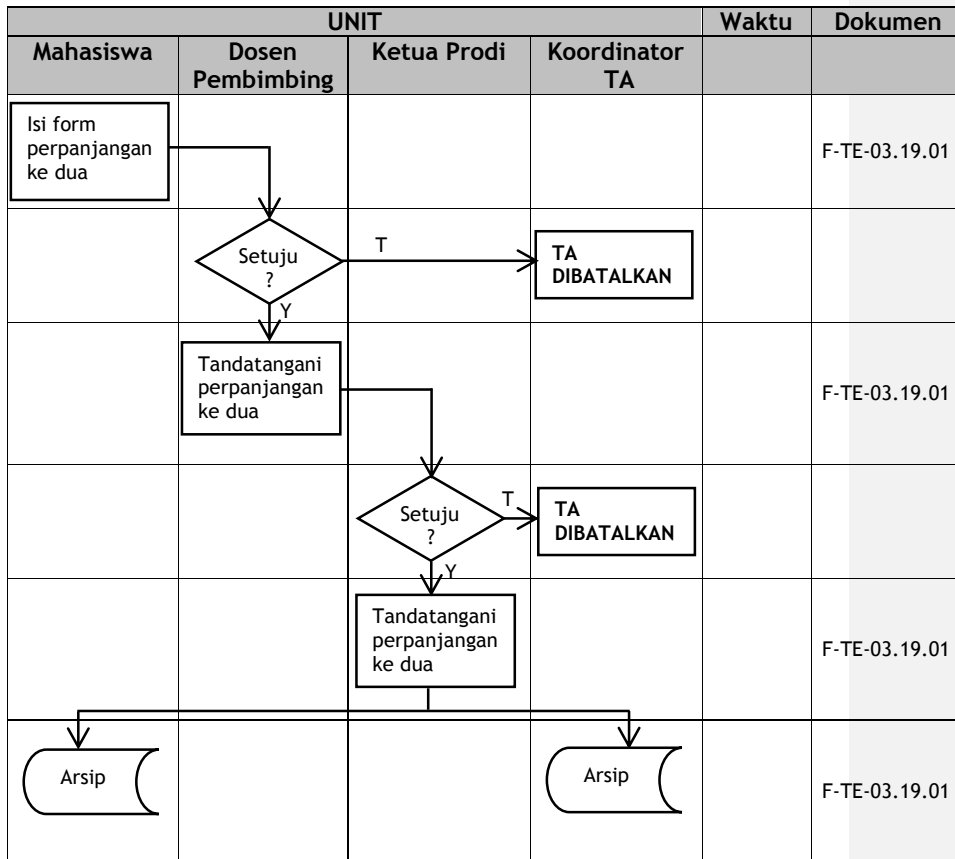 UNIT
Waktu
Dokumen
Mahasiswa
Dosen
Pembimbing
Ketua Prodi
Koordinator
TA
Isi form
perpanjangan
ke dua
F-TE-03.19.01
Setuju
?
T
TA
DIBATALKAN
Y
Tandatangani
perpanjangan
ke dua
F-TE-03.19.01
Setuju
?
T
TA
DIBATALKAN
Y
Tandatangani
perpanjangan
ke dua
F-TE-03.19.01
Arsip
Arsip
F-TE-03.19.01